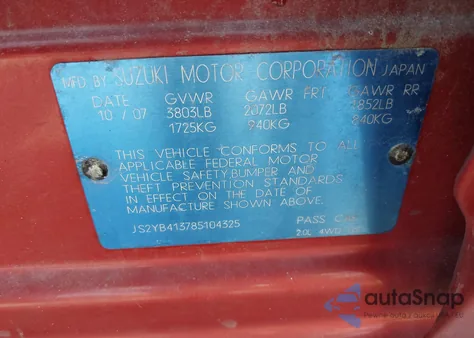 MFD. BY SUZUKI MOTOR CORPORATION JAPAN
DATE GVWR GAWR FRT GAWR RR
10 / 07 3803LB 2072LB 1852LB
1725KG 940KG 840KG
THIS VEHICLE CONFORMS TO ALL
APPLICABLE FEDERAL MOTOR
VEHICLE SAFETY,BUMPER AND
THEFT PREVENTION STANDARDS
IN EFFECT ON THE DATE OF
MANUFACTURE SHOWN ABOVE.
JS2YB413785104325 PASS CAR
2.0L 4WD
autoSnap